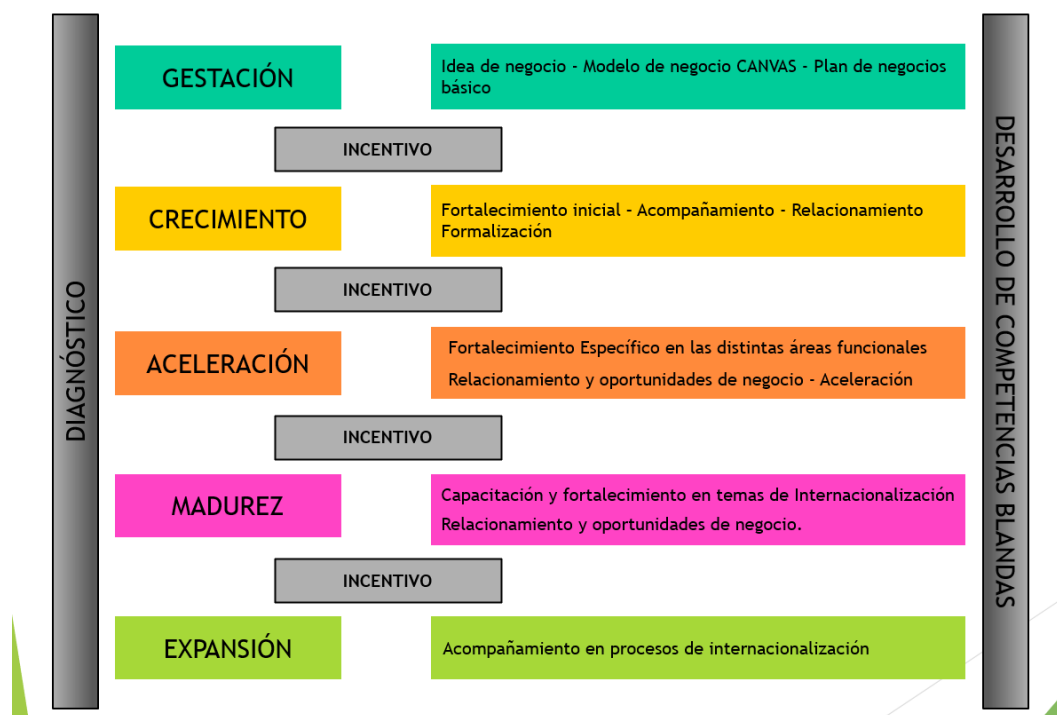 DIAGNÓSTICO
GESTACIÓN
Idea de negocio - Modelo de negocio CANVAS - Plan de negocios
básico
INCENTIVO
CRECIMIENTO
Fortalecimiento inicial - Acompañamiento - Relacionamiento
Formalización
INCENTIVO
ACELERACIÓN
Fortalecimiento Específico en las distintas áreas funcionales
Relacionamiento y oportunidades de negocio - Aceleración
INCENTIVO
MADUREZ
Capacitación y fortalecimiento en temas de Internacionalización
Relacionamiento y oportunidades de negocio.
INCENTIVO
EXPANSIÓN
Acompañamiento en procesos de internacionalización
DESARROLLO DE COMPETENCIAS BLANDAS